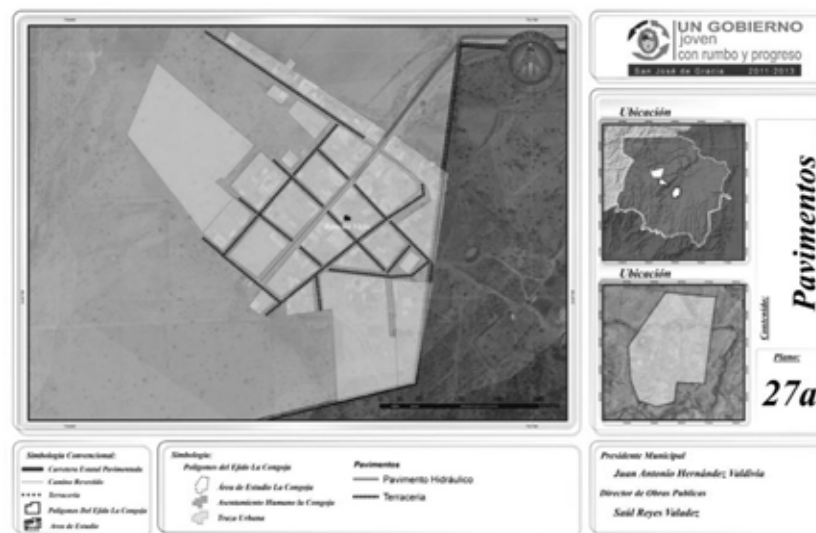 UN GOBIERNO
joven
con rumbo y progreso
San José de Gracia 2011-2013
Ubicación
Ubicación
Contenido:
Pavimentos
Plano:
27a
Simbología Convencional:
Carretera Estatal Pavimentada
Camino Revestido
Terracería
Polígonos Del Ejido La Congoja
Area de Estudio
Simbología:
Polígonos del Ejido La Congoja
Área de Estudio La Congoja
Asentamiento Humano la Congoja
Traza Urbana
Pavimentos
Pavimento Hidráulico
Terraceria
Presidente Municipal
Juan Antonio Hernández Valdivia
Director de Obras Publicas
Saúl Reyes Valadez